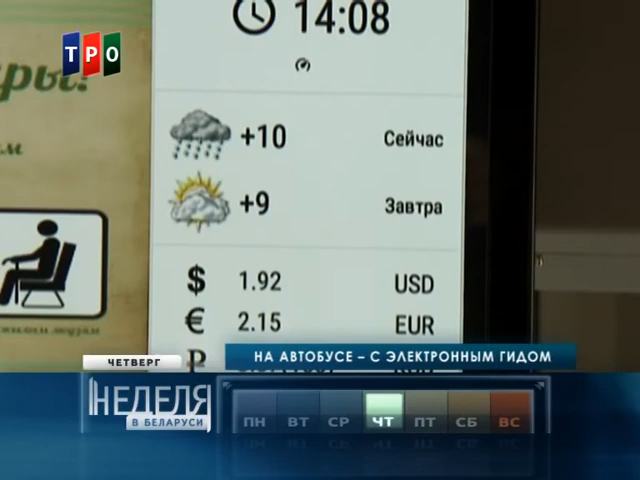 ТРО
14:08
+10 Сейчас
+9 Завтра
$ 1.92 USD
€ 2.15 EUR
ЧЕТВЕРГ
НА АВТОБУСЕ – С ЭЛЕКТРОННЫМ ГИДОМ
НЕДЕЛЯ
В БЕЛАРУСИ
ПН ВТ СР ЧТ ПТ СБ ВС